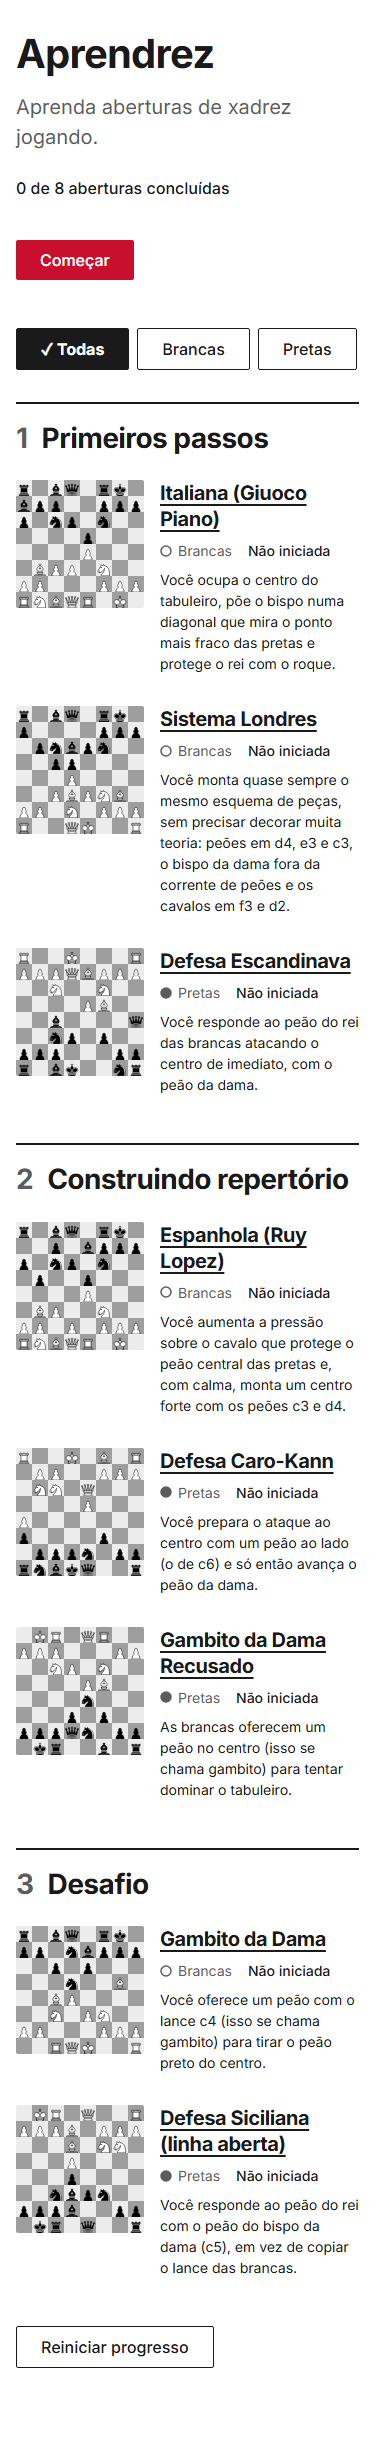 Aprendrez
Aprenda aberturas de xadrez
jogando.
0 de 8 aberturas concluídas
Começar
✓ Todas
Brancas
Pretas
1 Primeiros passos
Italiana (Giuoco
Piano)
Brancas Não iniciada
Você ocupa o centro do
tabuleiro, põe o bispo numa
diagonal que mira o ponto
mais fraco das pretas e
protege o rei com o roque.
Sistema Londres
Brancas Não iniciada
Você monta quase sempre o
mesmo esquema de peças,
sem precisar decorar muita
teoria: peões em d4, e3 e c3,
o bispo da dama fora da
corrente de peões e os
cavalos em f3 e d2.
Defesa Escandinava
Pretas Não iniciada
Você responde ao peão do rei
das brancas atacando o
centro de imediato, com o
peão da dama.
2 Construindo repertório
Espanhola (Ruy
Lopez)
Brancas Não iniciada
Você aumenta a pressão
sobre o cavalo que protege o
peão central das pretas e,
com calma, monta um centro
forte com os peões c3 e d4.
Defesa Caro-Kann
Pretas Não iniciada
Você prepara o ataque ao
centro com um peão ao lado
(o de c6) e só então avança o
peão da dama.
Gambito da Dama
Recusado
Pretas Não iniciada
As brancas oferecem um
peão no centro (isso se
chama gambito) para tentar
dominar o tabuleiro.
3 Desafio
Gambito da Dama
Brancas Não iniciada
Você oferece um peão com o
lance c4 (isso se chama
gambito) para tirar o peão
preto do centro.
Defesa Siciliana
(linha aberta)
Pretas Não iniciada
Você responde ao peão do rei
com o peão do bispo da
dama (c5), em vez de copiar
o lance das brancas.
Reiniciar progresso